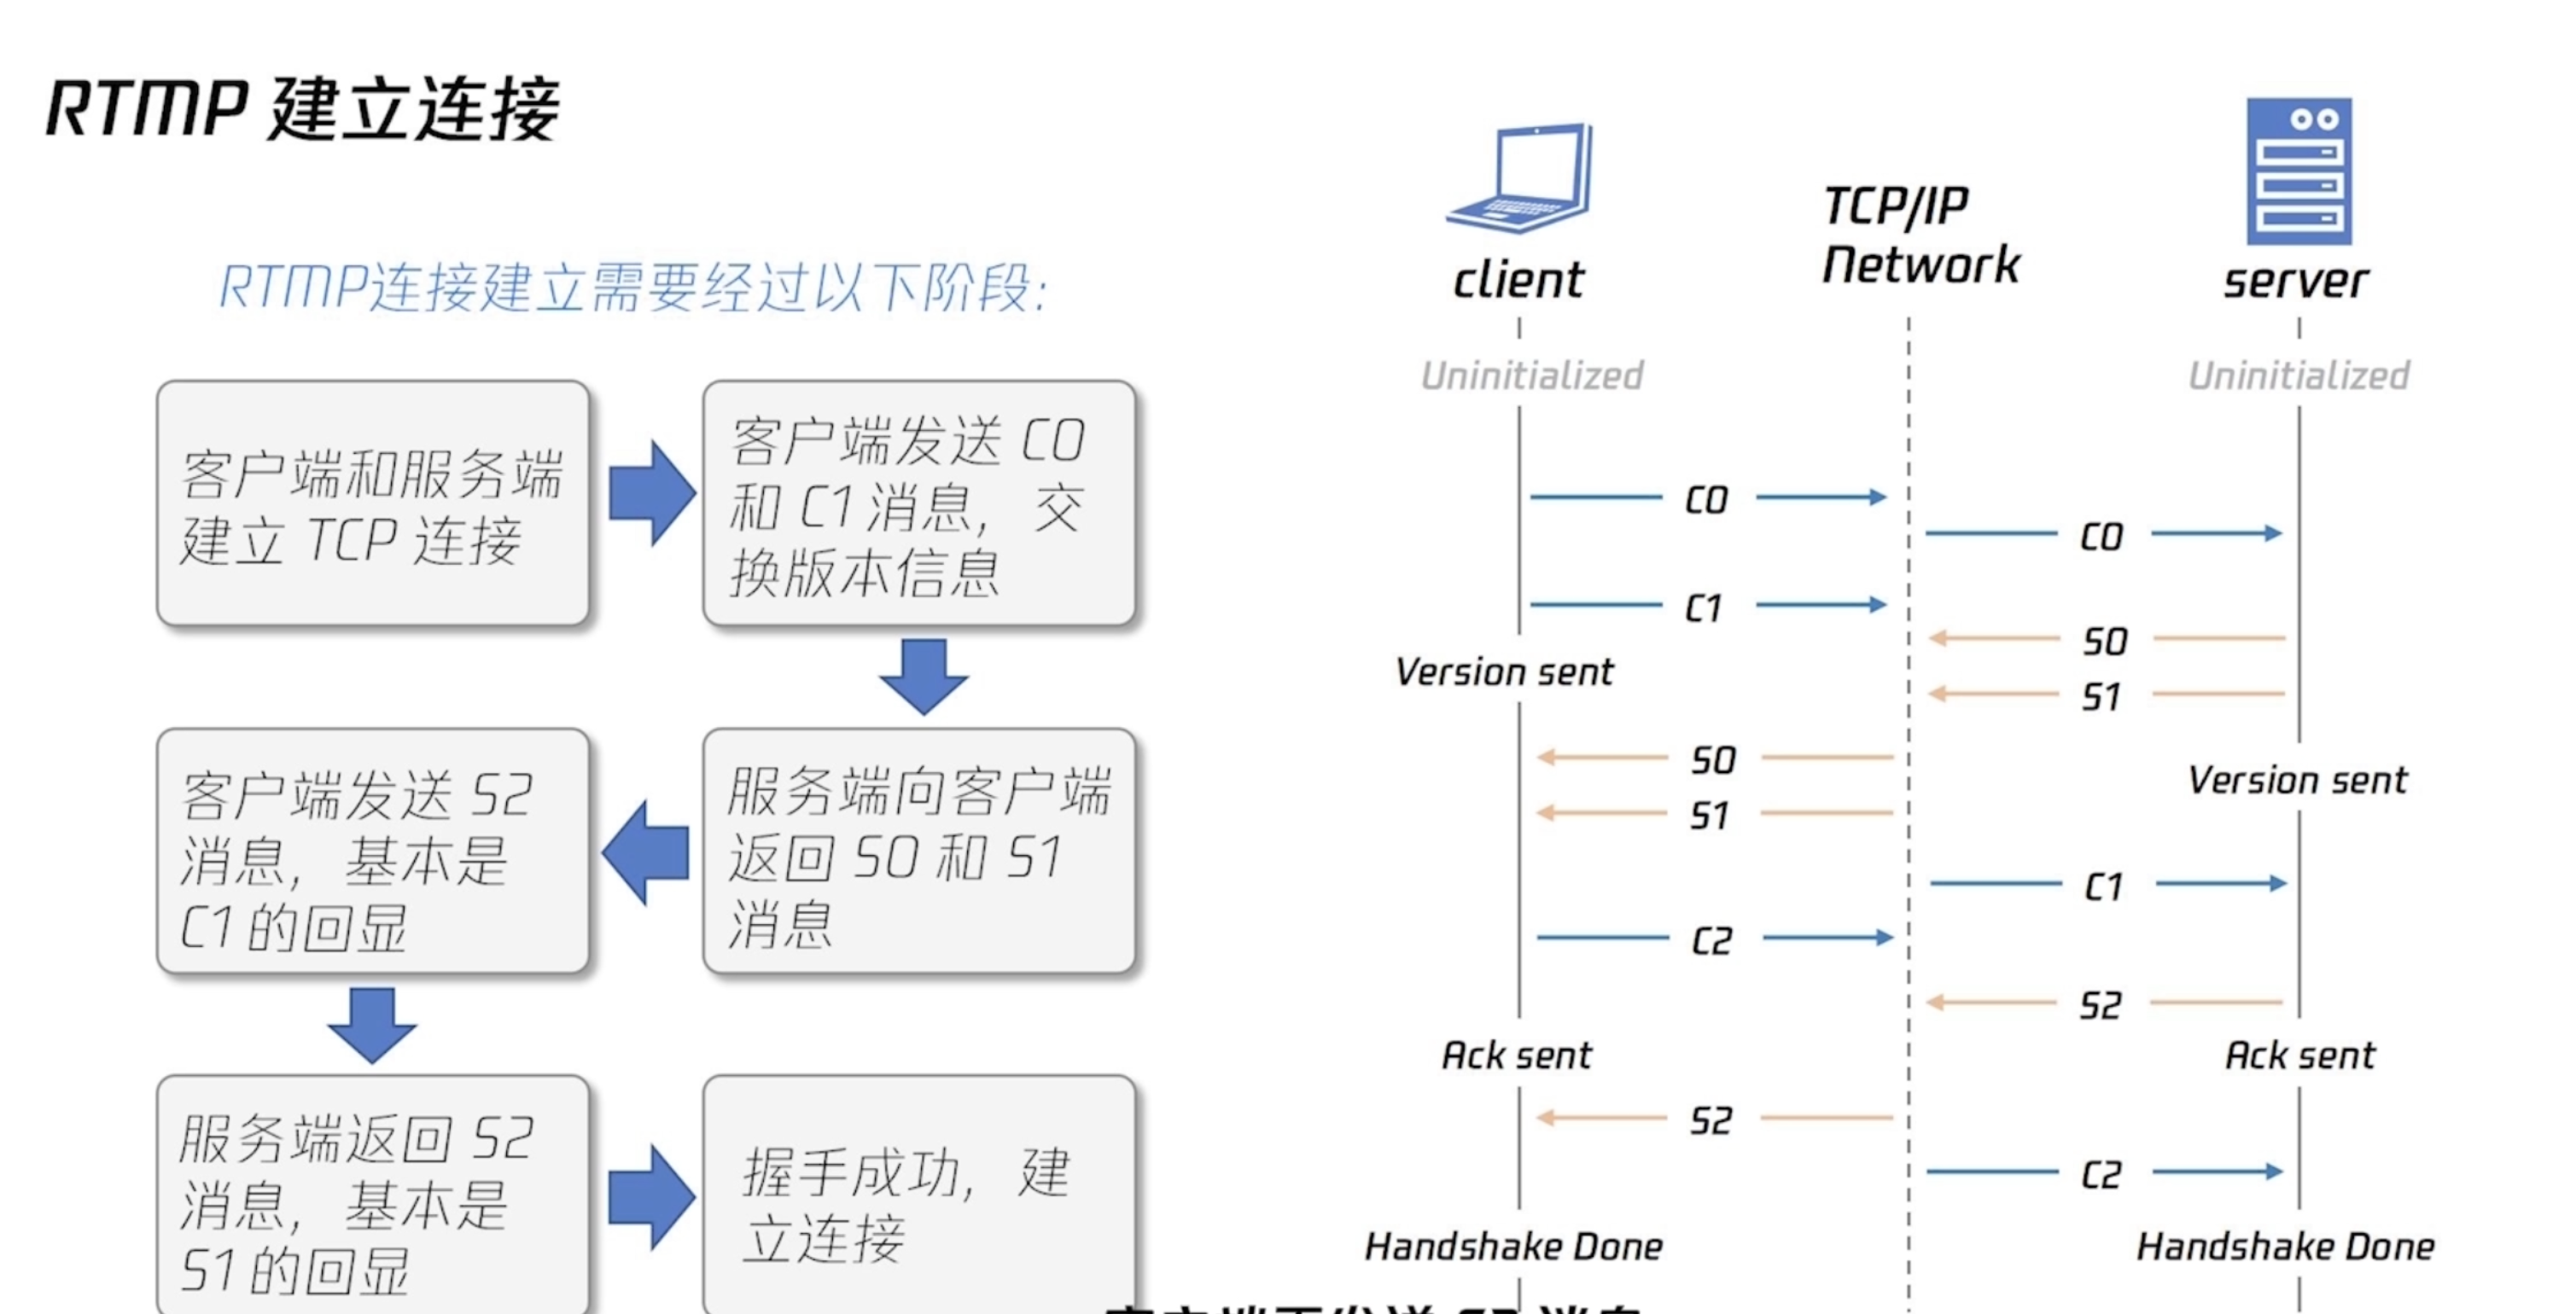 RTMP 建立连接
RTMP连接建立需要经过以下阶段:
客户端和服务端
建立 TCP 连接
客户端发送 C0
和 C1 消息, 交
换版本信息
服务端向客户端
返回 S0 和 S1
消息
客户端发送 S2
消息, 基本是
C1 的回显
服务端返回 S2
消息, 基本是
S1 的回显
握手成功, 建
立连接
client
TCP/IP
Network
server
Uninitialized
Uninitialized
C0
C0
C1
S0
Version sent
S1
S0
Version sent
S1
C1
C2
S2
Ack sent
Ack sent
S2
C2
Handshake Done
Handshake Done